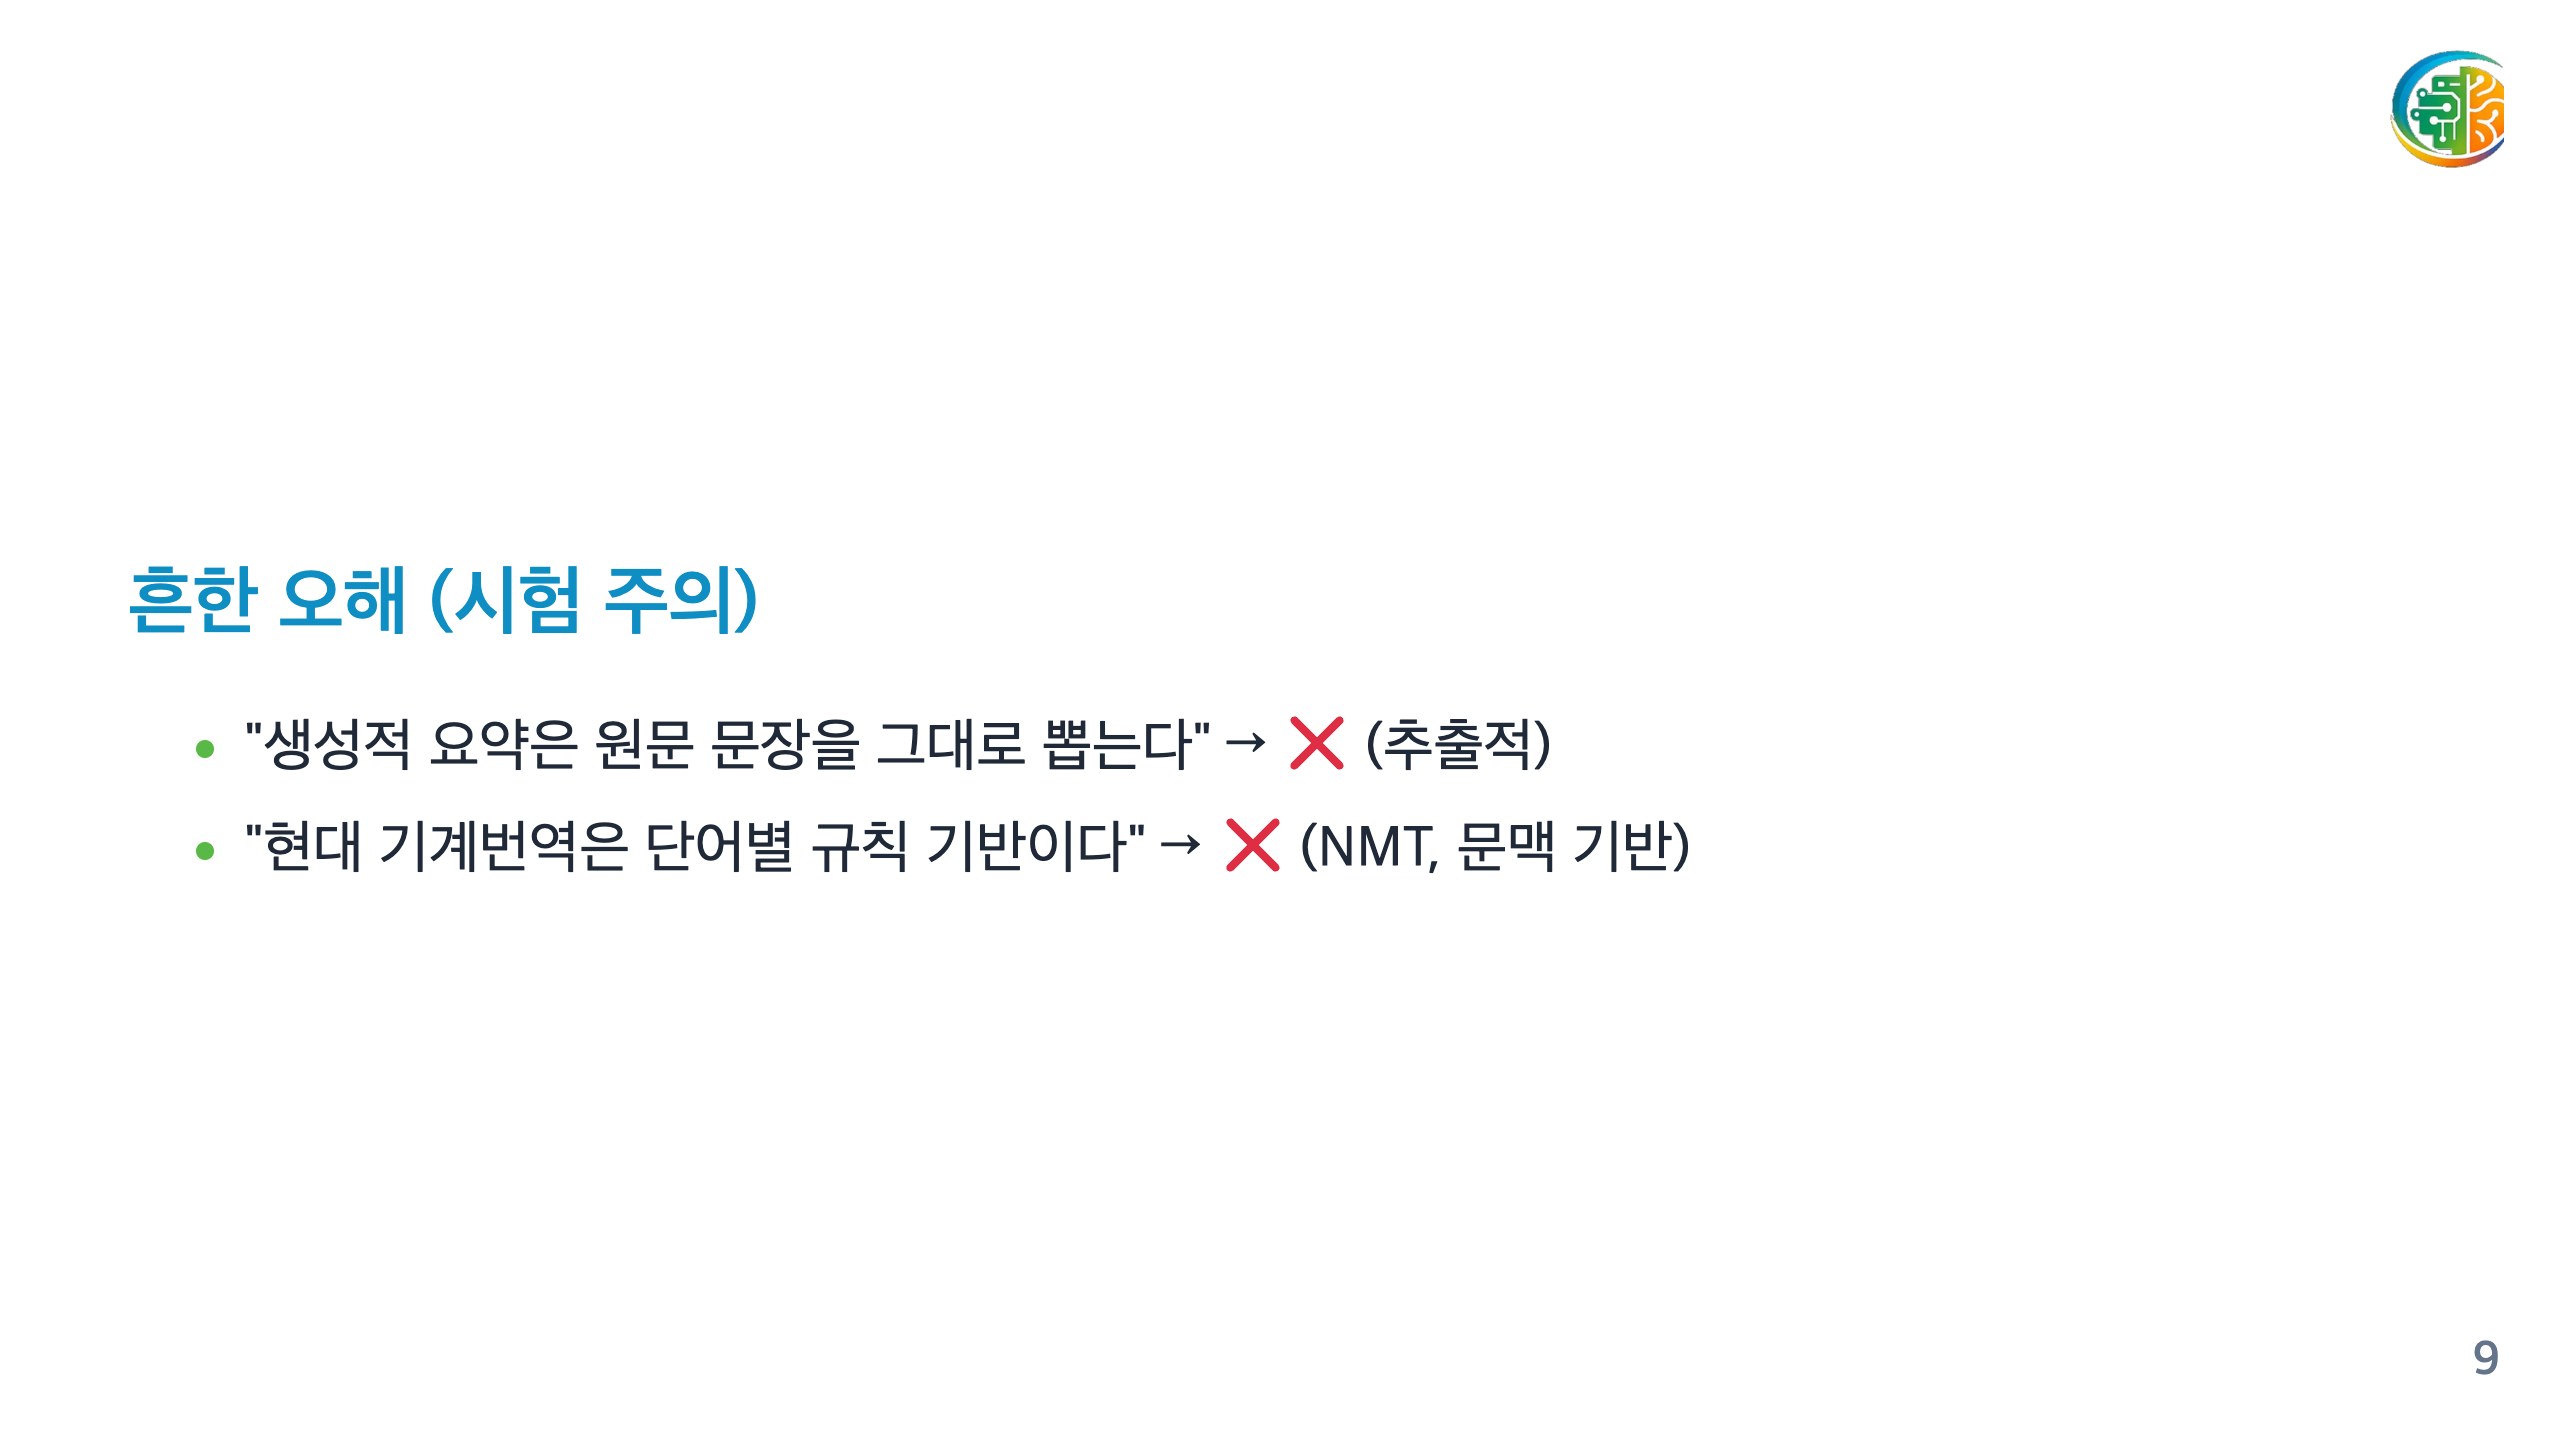 흔한 오해 (시험 주의)
• "생성적 요약은 원문 문장을 그대로 뽑는다" → ❌ (추출적)
• "현대 기계번역은 단어별 규칙 기반이다" → ❌ (NMT, 문맥 기반)
9